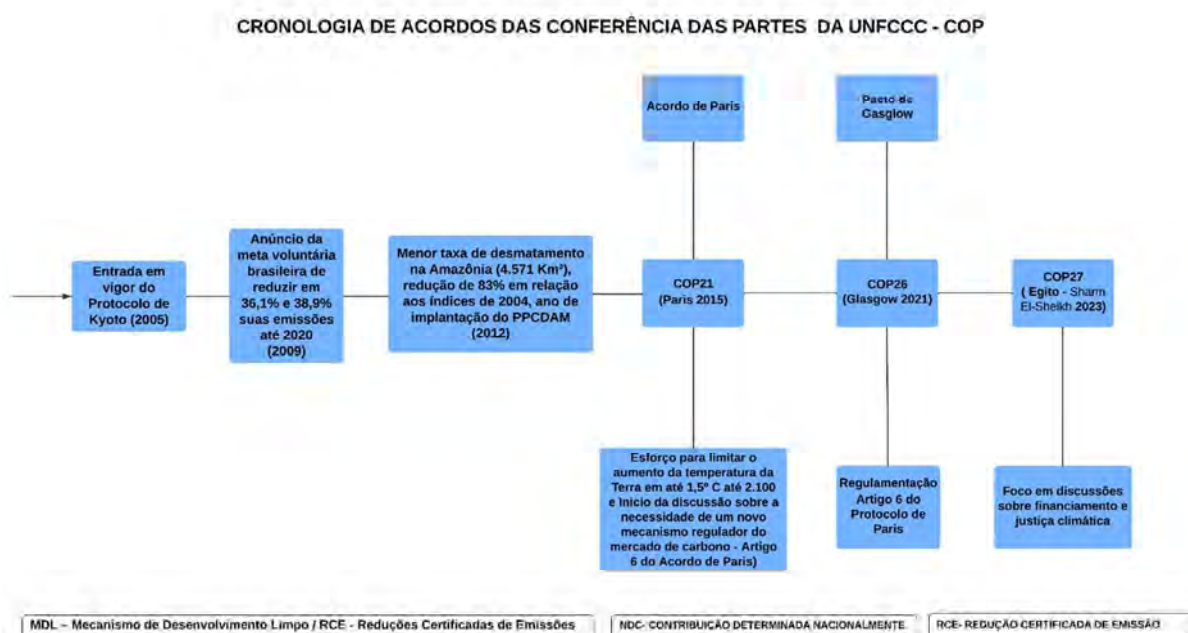 CRONOLOGIA DE ACORDOS DAS CONFERÊNCIA DAS PARTES DA UNFCCC - COP
Acordo de Paris
Pacto de
Gasglow
Entrada em
vigor do
Protocolo de
Kyoto (2005)
Anúncio da
meta voluntária
brasileira de
reduzir em
36,1% e 38,9%
suas emissões
até 2020
(2009)
Menor taxa de desmatamento
na Amazônia (4.571 Km²),
redução de 83% em relação
aos índices de 2004, ano de
implantação do PPCDAM
(2012)
COP21
(Paris 2015)
COP26
(Glasgow 2021)
COP27
( Egito - Sharm
El-Sheikh 2023)
Esforço para limitar o
aumento da temperatura da
Terra em até 1,5º C até 2.100
e Inicio da discussão sobre a
necessidade de um novo
mecanismo regulador do
mercado de carbono - Artigo
6 do Acordo de Paris)
Regulamentação
Artigo 6 do
Protocolo de
Paris
Foco em discussões
sobre financiamento e
justiça climática
MDL – Mecanismo de Desenvolvimento Limpo / RCE - Reduções Certificadas de Emissões
NDC- CONTRIBUIÇÃO DETERMINADA NACIONALMENTE
RCE- REDUÇÃO CERTIFICADA DE EMISSÃO